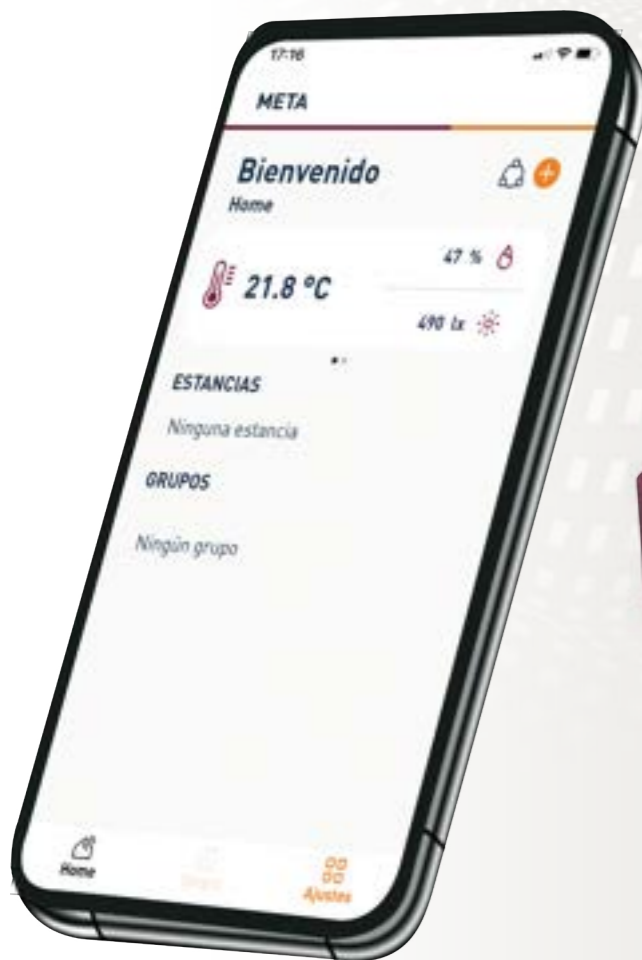 17:16
META
Bienvenido
Home
21.8 °C
47 %
490 lx
ESTANCIAS
Ninguna estancia
GRUPOS
Ningún grupo
Home
Ajustes